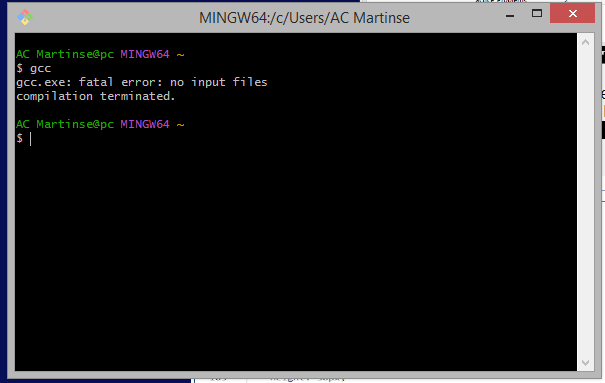 MINGW64:/c/Users/AC Martinse
AC Martinse@pc MINGW64 ~
$ gcc
gcc.exe: fatal error: no input files
compilation terminated.
AC Martinse@pc MINGW64 ~
$